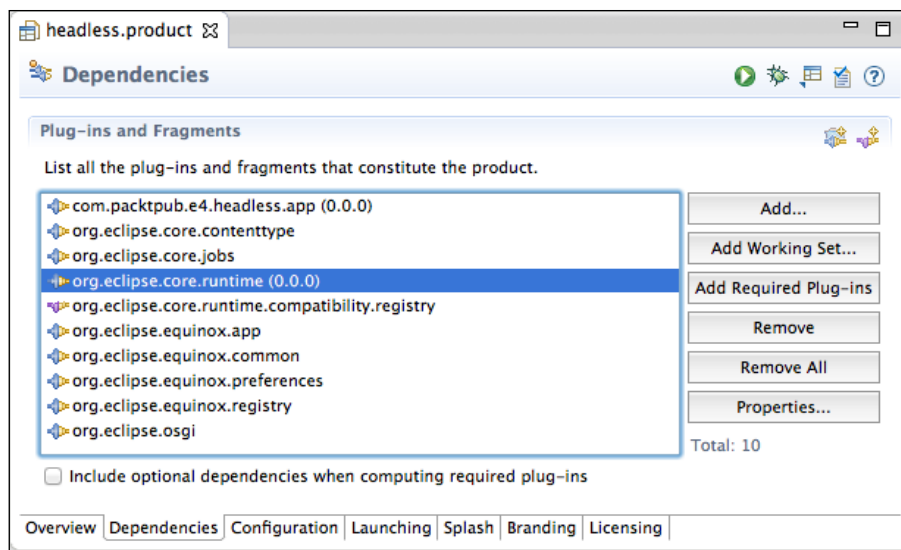 headless.product
Dependencies
Plug-ins and Fragments
List all the plug-ins and fragments that constitute the product.
com.packtpub.e4.headless.app (0.0.0)
org.eclipse.core.contenttype
org.eclipse.core.jobs
org.eclipse.core.runtime (0.0.0)
org.eclipse.core.runtime.compatibility.registry
org.eclipse.equinox.app
org.eclipse.equinox.common
org.eclipse.equinox.preferences
org.eclipse.equinox.registry
org.eclipse.osgi
Add...
Add Working Set...
Add Required Plug-ins
Remove
Remove All
Properties...
Total: 10
Include optional dependencies when computing required plug-ins
Overview Dependencies Configuration Launching Splash Branding Licensing